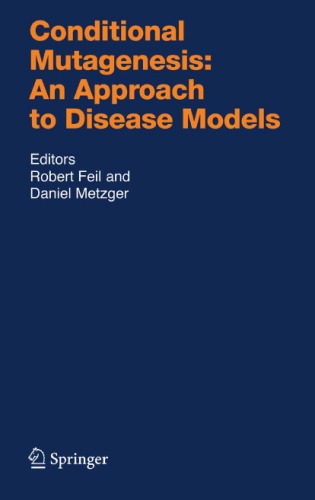 Conditional
Mutagenesis:
An Approach
to Disease Models
Editors
Robert Feil and
Daniel Metzger
Springer